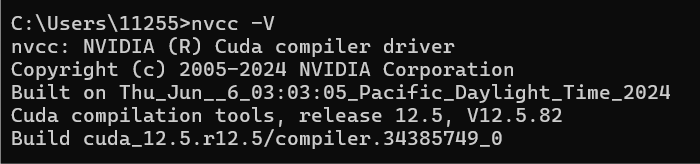 C:\Users\11255>nvcc -V
nvcc: NVIDIA (R) Cuda compiler driver
Copyright (c) 2005-2024 NVIDIA Corporation
Built on Thu_Jun__6_03:03:05_Pacific_Daylight_Time_2024
Cuda compilation tools, release 12.5, V12.5.82
Build cuda_12.5.r12.5/compiler.34385749_0